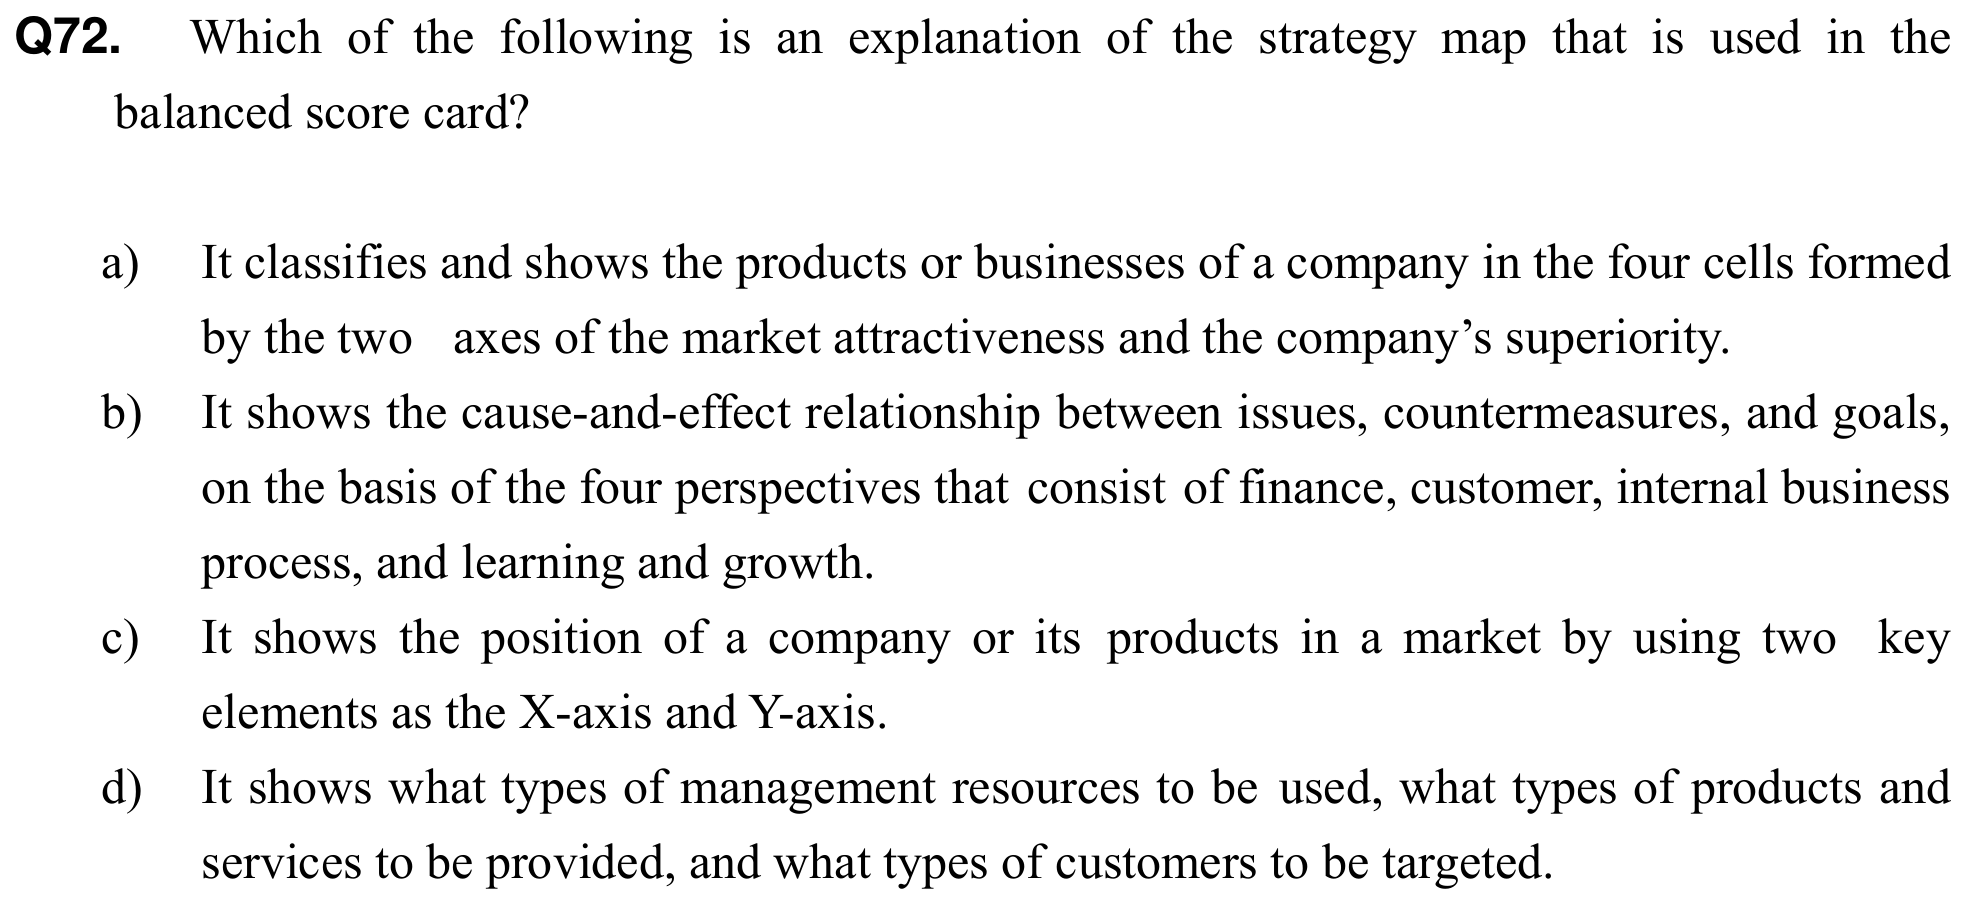 Q72. Which of the following is an explanation of the strategy map that is used in the
balanced score card?
a) It classifies and shows the products or businesses of a company in the four cells formed
by the two axes of the market attractiveness and the company’s superiority.
b) It shows the cause-and-effect relationship between issues, countermeasures, and goals,
on the basis of the four perspectives that consist of finance, customer, internal business
process, and learning and growth.
c) It shows the position of a company or its products in a market by using two key
elements as the X-axis and Y-axis.
d) It shows what types of management resources to be used, what types of products and
services to be provided, and what types of customers to be targeted.